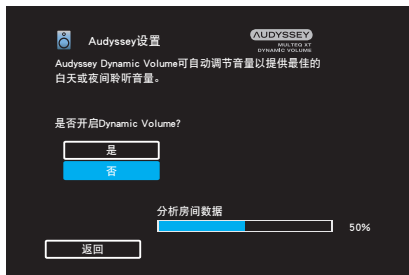 Audyssey设置
AUDYSSEY
MULTEQ XT
DYNAMIC VOLUME
Audyssey Dynamic Volume可自动调节音量以提供最佳的
白天或夜间聆听音量。
是否开启Dynamic Volume?
是
否
分析房间数据
50%
返回